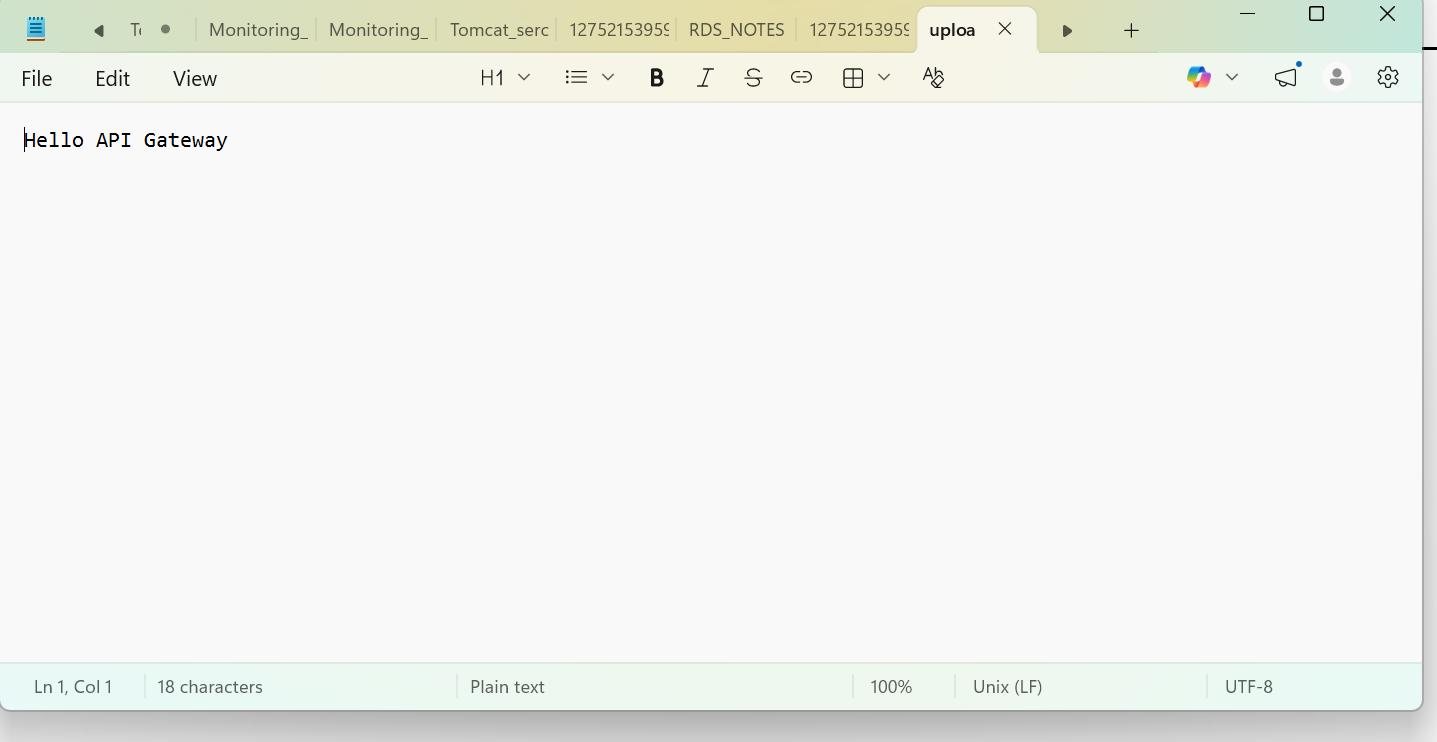 Monitoring_ Monitoring_ Tomcat_serc 12752153959 RDS_NOTES 12752153959 uploa
File Edit View H1 B I S
Hello API Gateway
Ln 1, Col 1 18 characters Plain text 100% Unix (LF) UTF-8